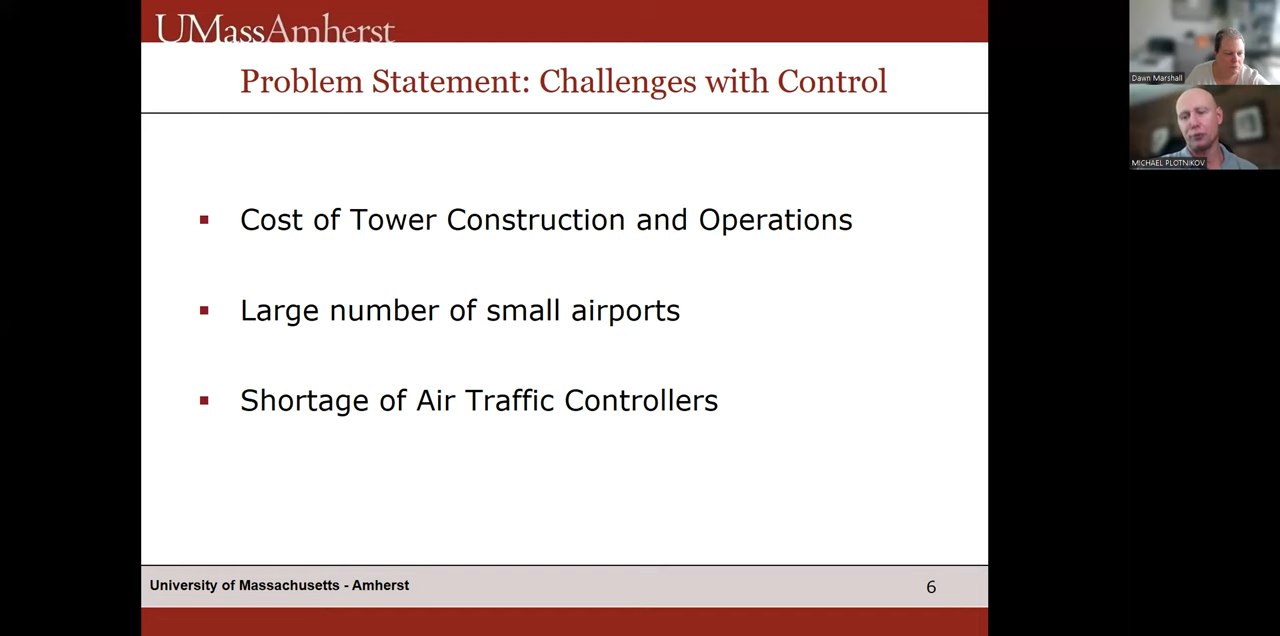 UMassAmherst
Problem Statement: Challenges with Control
Cost of Tower Construction and Operations
Large number of small airports
Shortage of Air Traffic Controllers
University of Massachusetts - Amherst
6
Dawn Marshall
MICHAEL PLOTNIKOV